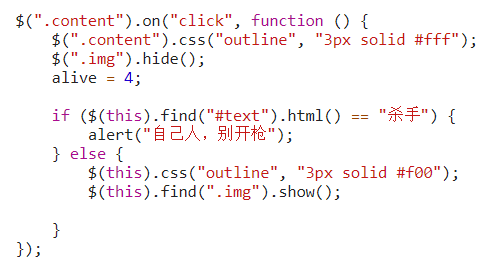 $(".content").on("click", function () {
    $(".content").css("outline", "3px solid #fff");
    $(".img").hide();
    alive = 4;

    if ($(this).find("#text").html() == "杀手") {
        alert("自己人，别开枪");
    } else {
        $(this).css("outline", "3px solid #f00");
        $(this).find(".img").show();

    }
});